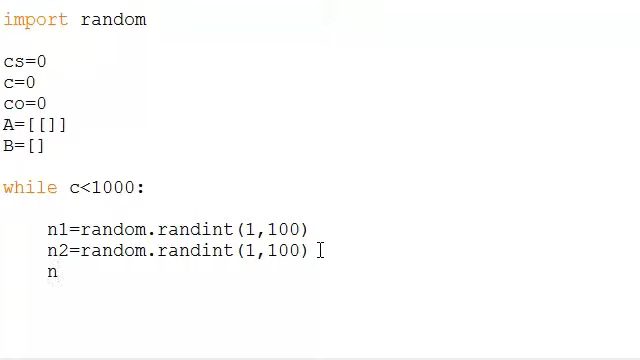 import random
cs=0
c=0
co=0
A=[[]]
B=[]
while c<1000:
n1=random.randint(1,100)
n2=random.randint(1,100)
n